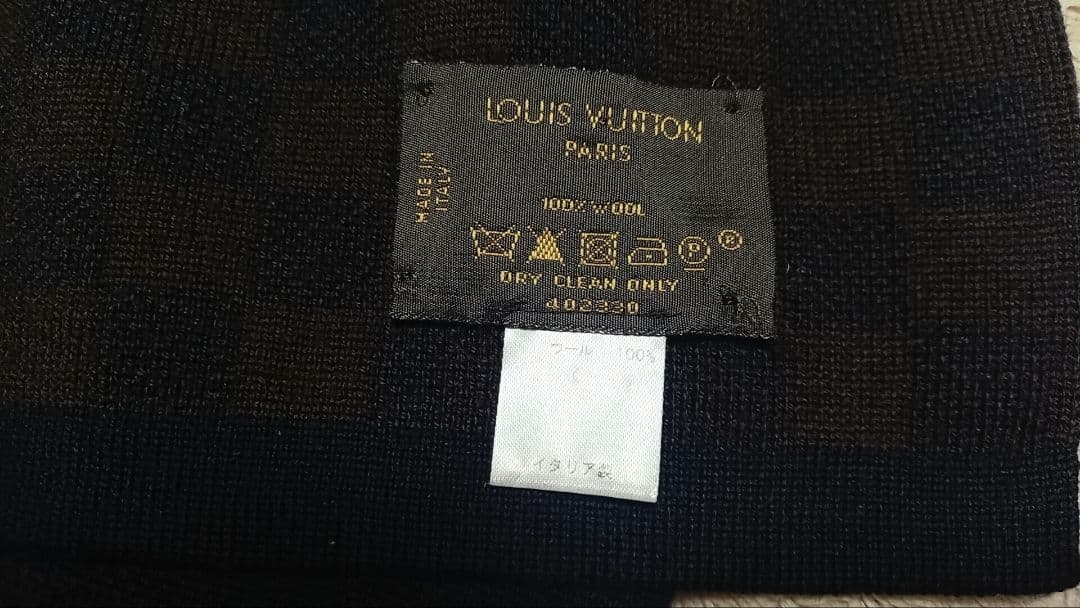 LOUIS VUITTON
PARIS
MADE IN
ITALY
100% WOOL
DRY CLEAN ONLY
ウール 100%
イタリア製